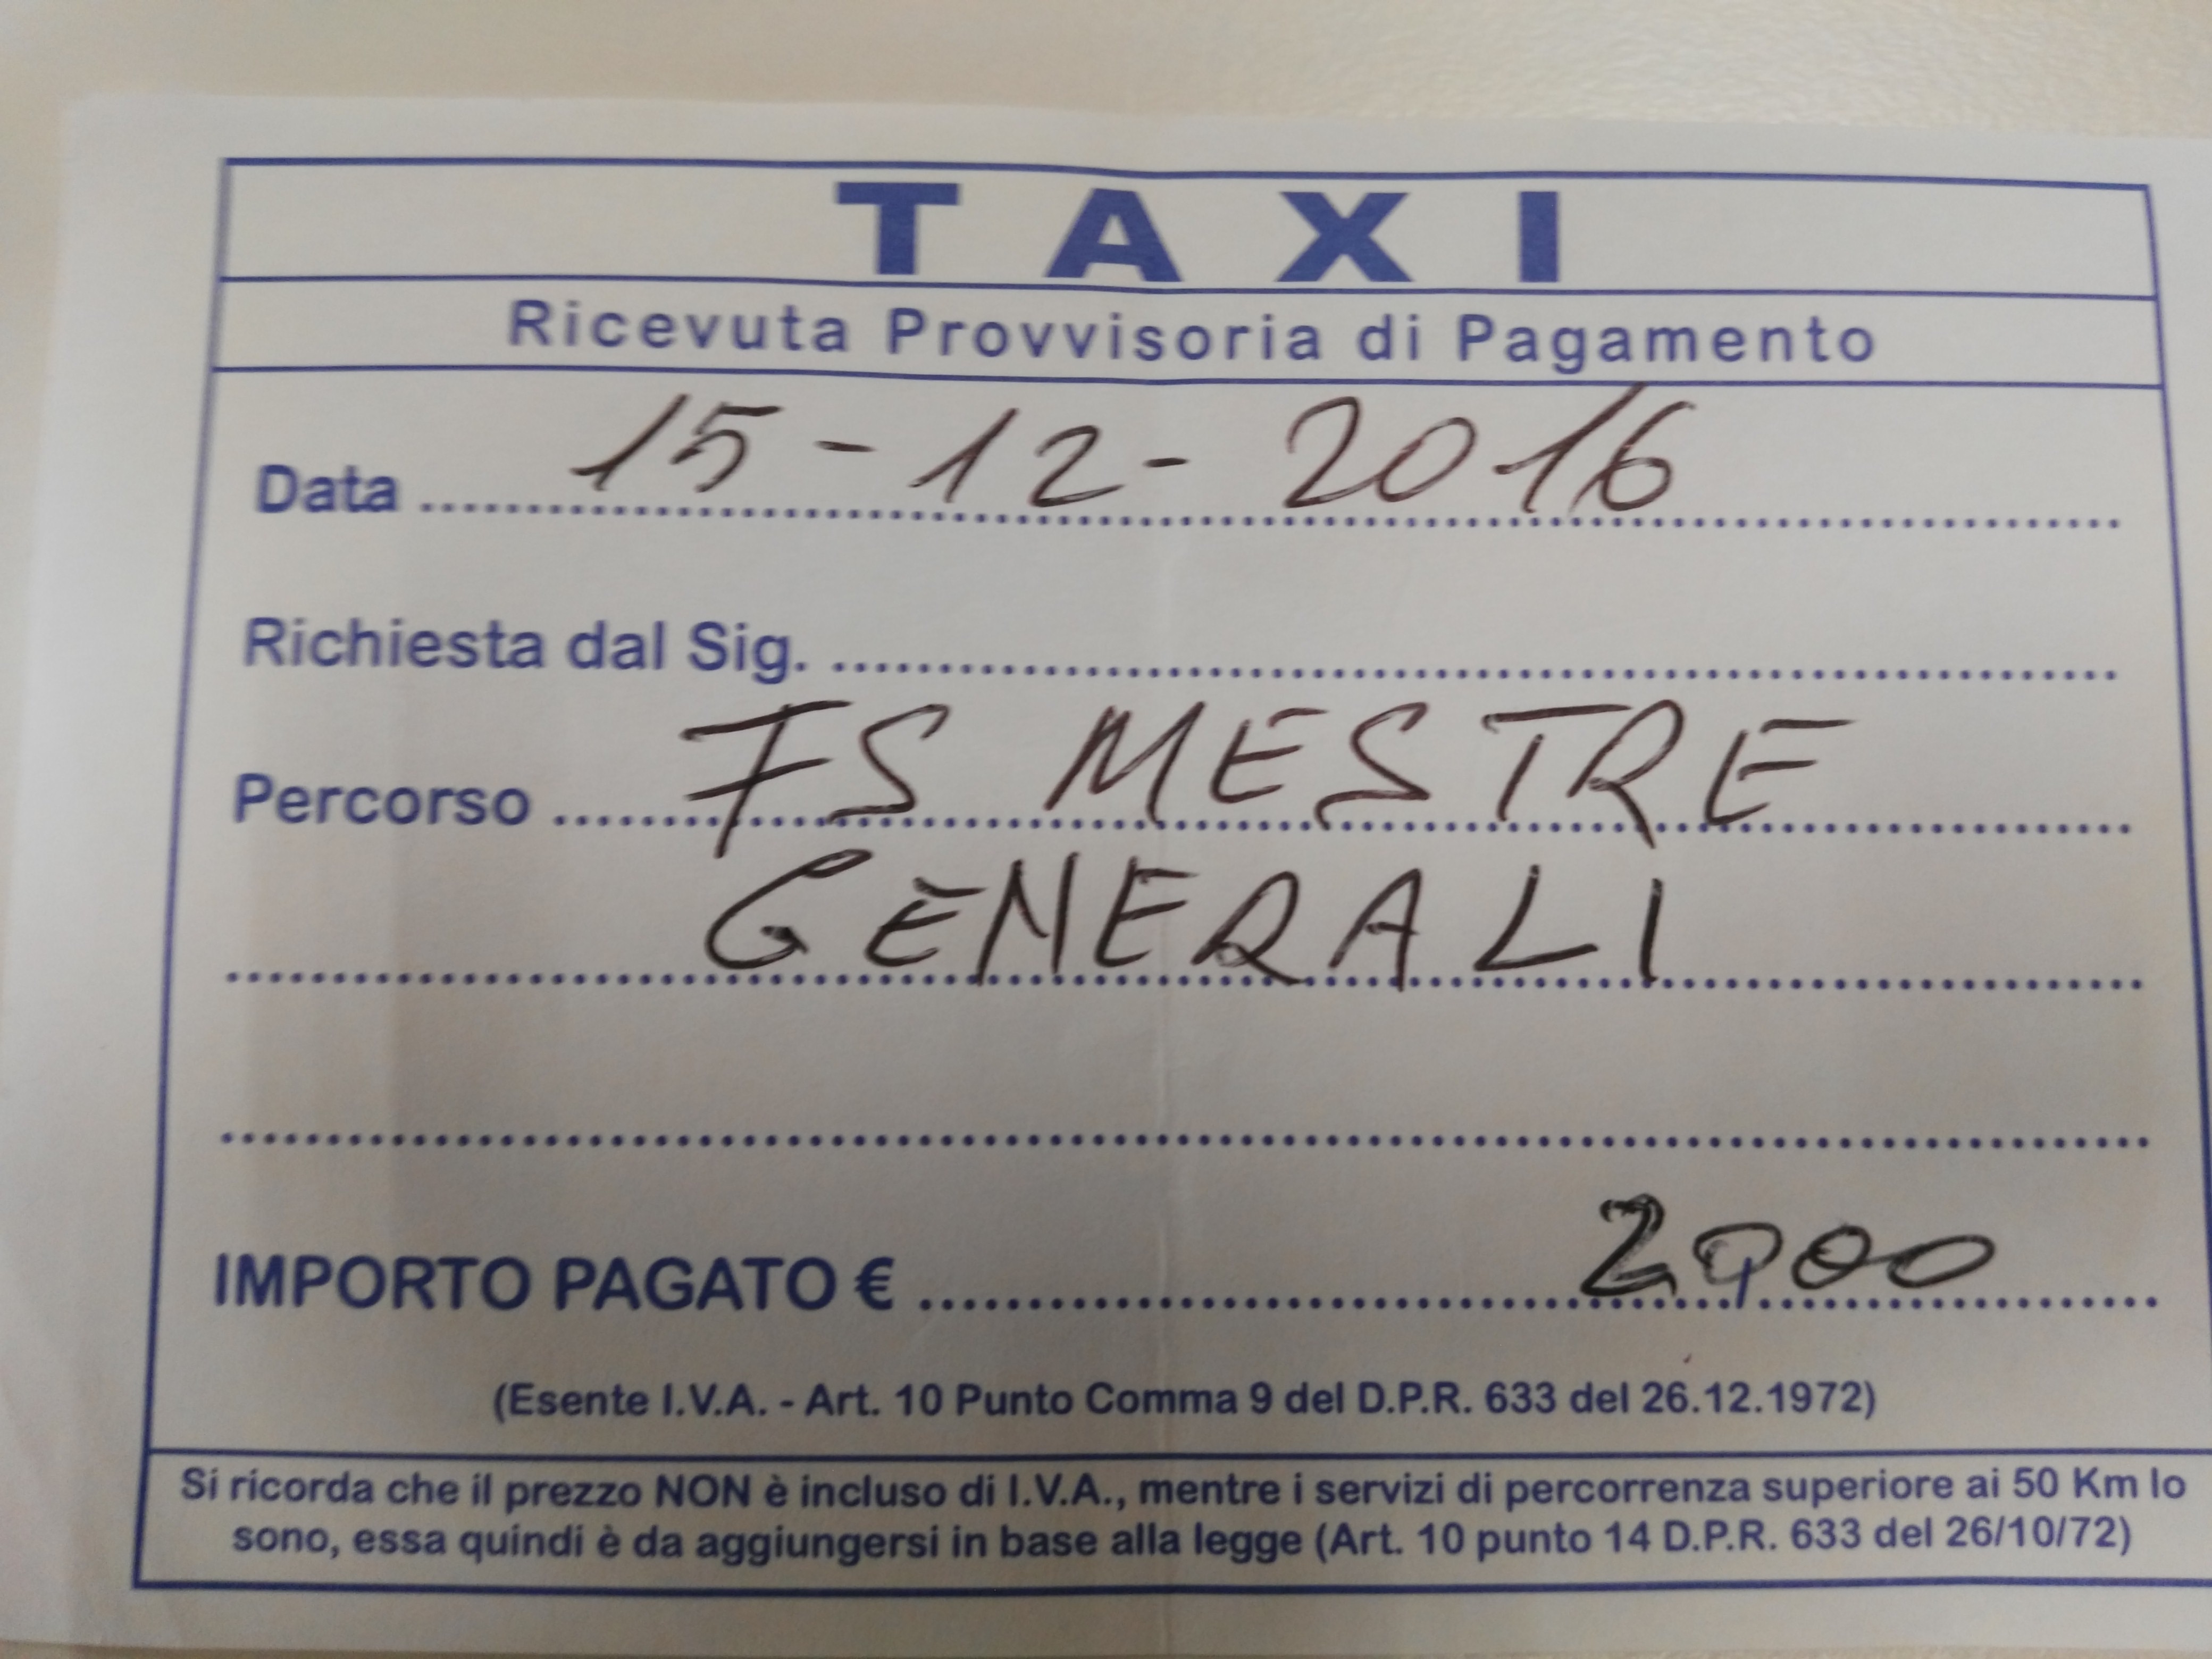 TAXI
Ricevuta Provvisoria di Pagamento
Data 15-12-2016
Richiesta dal Sig.
Percorso FS MESTRE
GENERALI
IMPORTO PAGATO € 20,00
(Esente I.V.A. - Art. 10 Punto Comma 9 del D.P.R. 633 del 26.12.1972)
Si ricorda che il prezzo NON è incluso di I.V.A., mentre i servizi di percorrenza superiore ai 50 Km lo
sono, essa quindi è da aggiungersi in base alla legge (Art. 10 punto 14 D.P.R. 633 del 26/10/72)